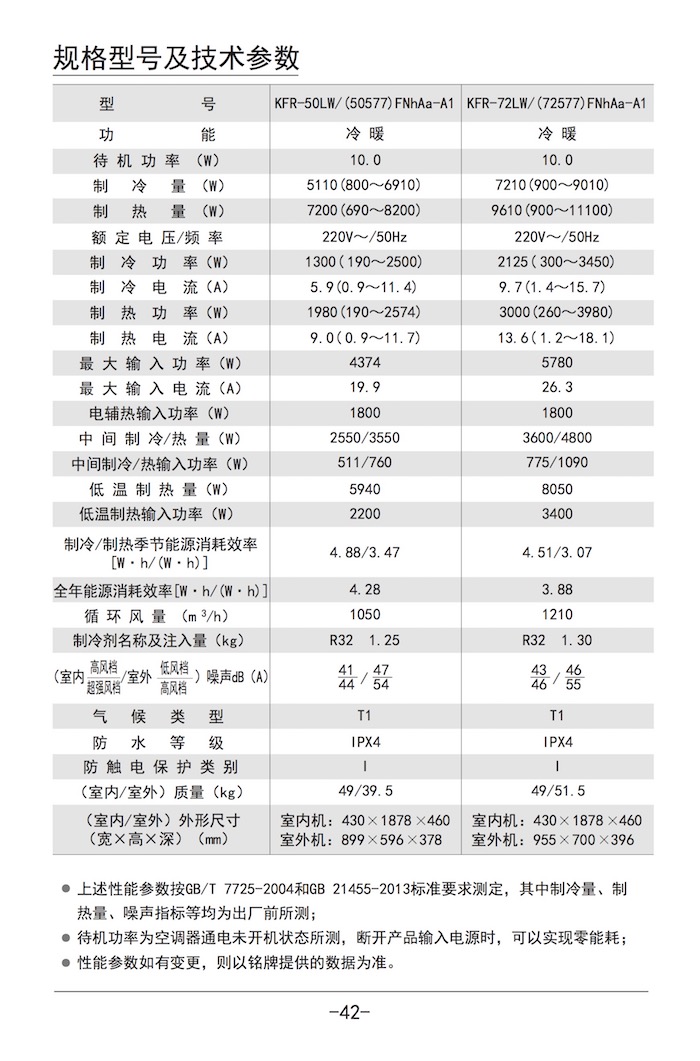 规格型号及技术参数
型 号 KFR-50LW/(50577)FNhAa-A1 KFR-72LW/(72577)FNhAa-A1
功 能 冷 暖 冷 暖
待 机 功 率 (W) 10.0 10.0
制 冷 量 (W) 5110(800～6910) 7210(900～9010)
制 热 量 (W) 7200(690～8200) 9610(900～11100)
额 定 电 压/频 率 220V～/50Hz 220V～/50Hz
制 冷 功 率(W) 1300(190～2500) 2125(300～3450)
制 冷 电 流(A) 5.9(0.9～11.4) 9.7(1.4～15.7)
制 热 功 率(W) 1980(190～2574) 3000(260～3980)
制 热 电 流(A) 9.0(0.9～11.7) 13.6(1.2～18.1)
最 大 输 入 功 率(W) 4374 5780
最 大 输 入 电 流(A) 19.9 26.3
电辅热输入功率(W) 1800 1800
中 间 制 冷/热 量(W) 2550/3550 3600/4800
中间制冷/热输入功率(W) 511/760 775/1090
低 温 制 热 量(W) 5940 8050
低温制热输入功率(W) 2200 3400
制冷/制热季节能源消耗效率
[W·h/(W·h)] 4.88/3.47 4.51/3.07
全年能源消耗效率[W·h/(W·h)] 4.28 3.88
循 环 风 量 (m³/h) 1050 1210
制冷剂名称及注入量(kg) R32 1.25 R32 1.30
高风档 低风档 41 47 43 46
(室内 /室外 )噪声dB(A) / /
超强风档 高风档 44 54 46 55
气 候 类 型 T1 T1
防 水 等 级 IPX4 IPX4
防 触 电 保 护 类 别 I I
(室内/室外)质量(kg) 49/39.5 49/51.5
(室内/室外)外形尺寸 室内机：430×1878×460 室内机：430×1878×460
(宽×高×深)(mm) 室外机：899×596×378 室外机：955×700×396
● 上述性能参数按GB/T 7725-2004和GB 21455-2013标准要求测定，其中制冷量、制
热量、噪声指标等均为出厂前所测；
● 待机功率为空调器通电未开机状态所测，断开产品输入电源时，可以实现零能耗；
● 性能参数如有变更，则以铭牌提供的数据为准。
-42-